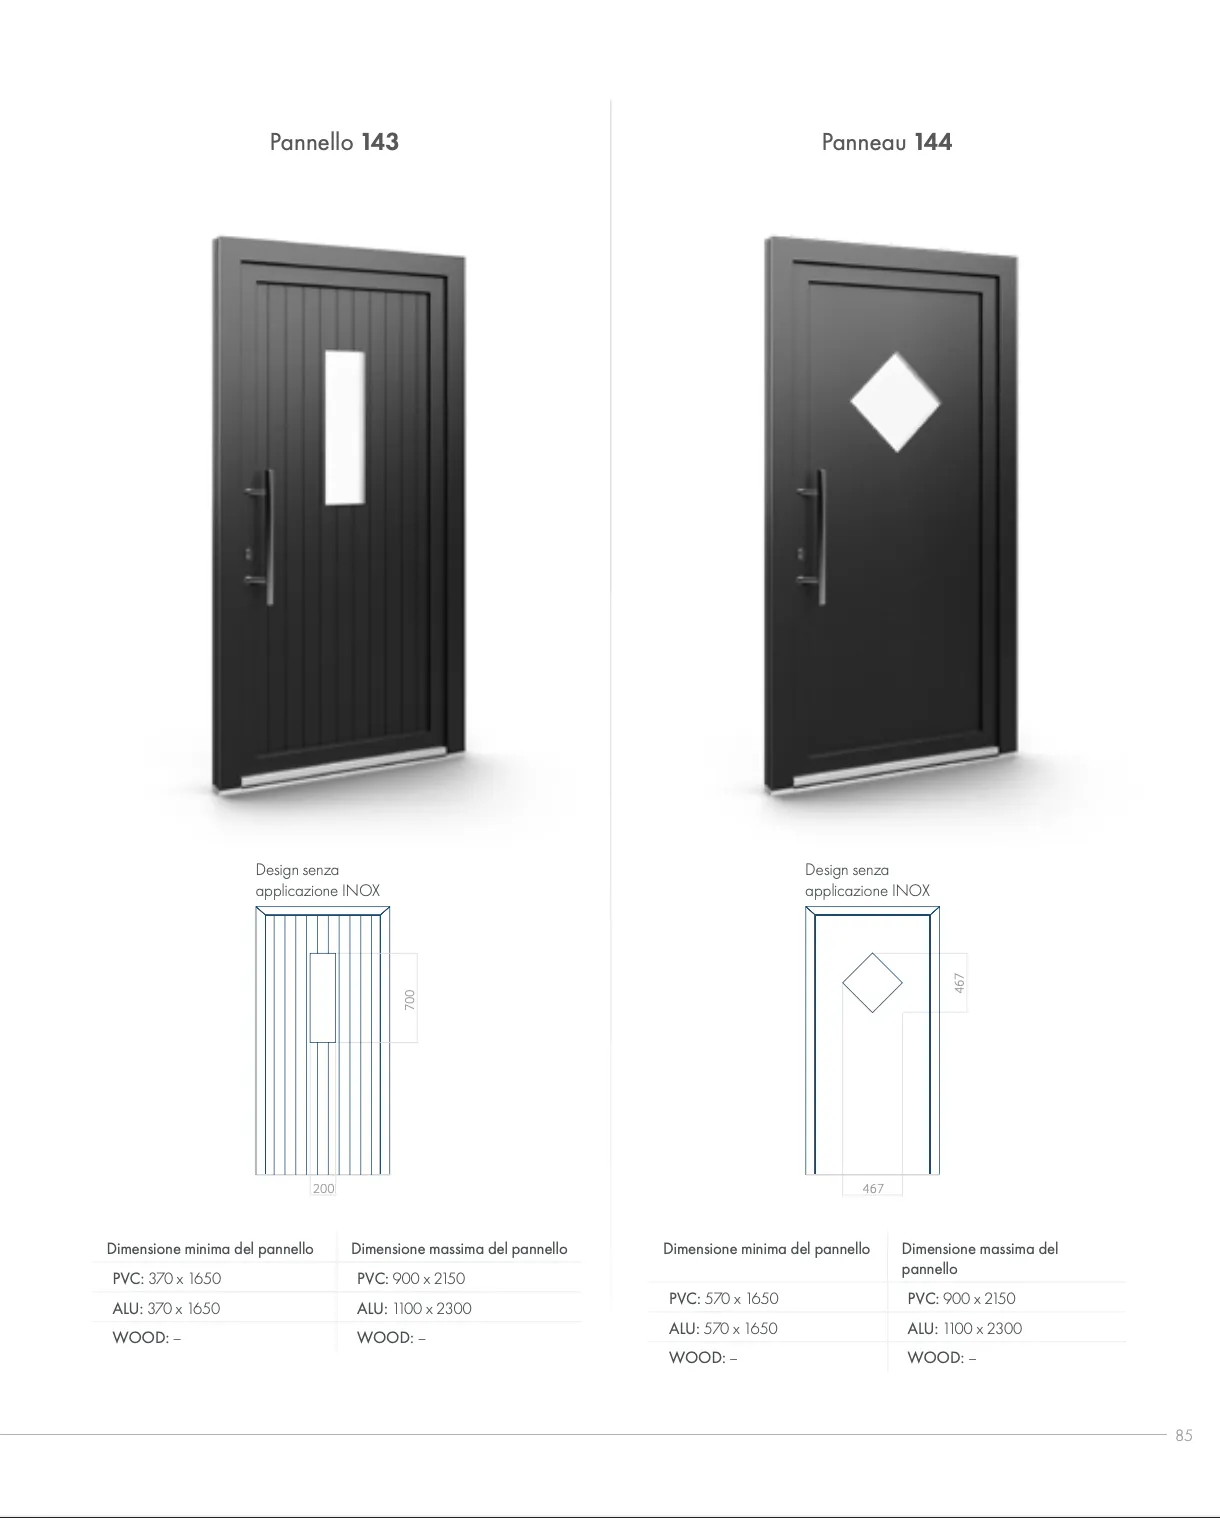 Pannello 143
Design senza
applicazione INOX
700
200
Dimensione minima del pannello
Dimensione massima del pannello
PVC: 370 x 1650
PVC: 900 x 2150
ALU: 370 x 1650
ALU: 1100 x 2300
WOOD: –
WOOD: –
Panneau 144
Design senza
applicazione INOX
467
467
Dimensione minima del pannello
Dimensione massima del
pannello
PVC: 570 x 1650
PVC: 900 x 2150
ALU: 570 x 1650
ALU: 1100 x 2300
WOOD: –
WOOD: –
85